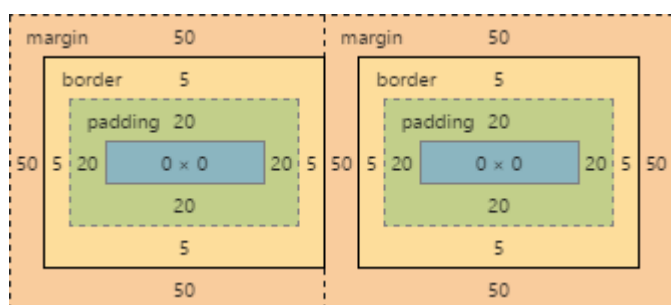 margin 50 margin 50
border 5 border 5
padding 20 padding 20
50 5 20 0 × 0 20 5 50 5 20 0 × 0 20 5 50
20 20
5 5
50 50